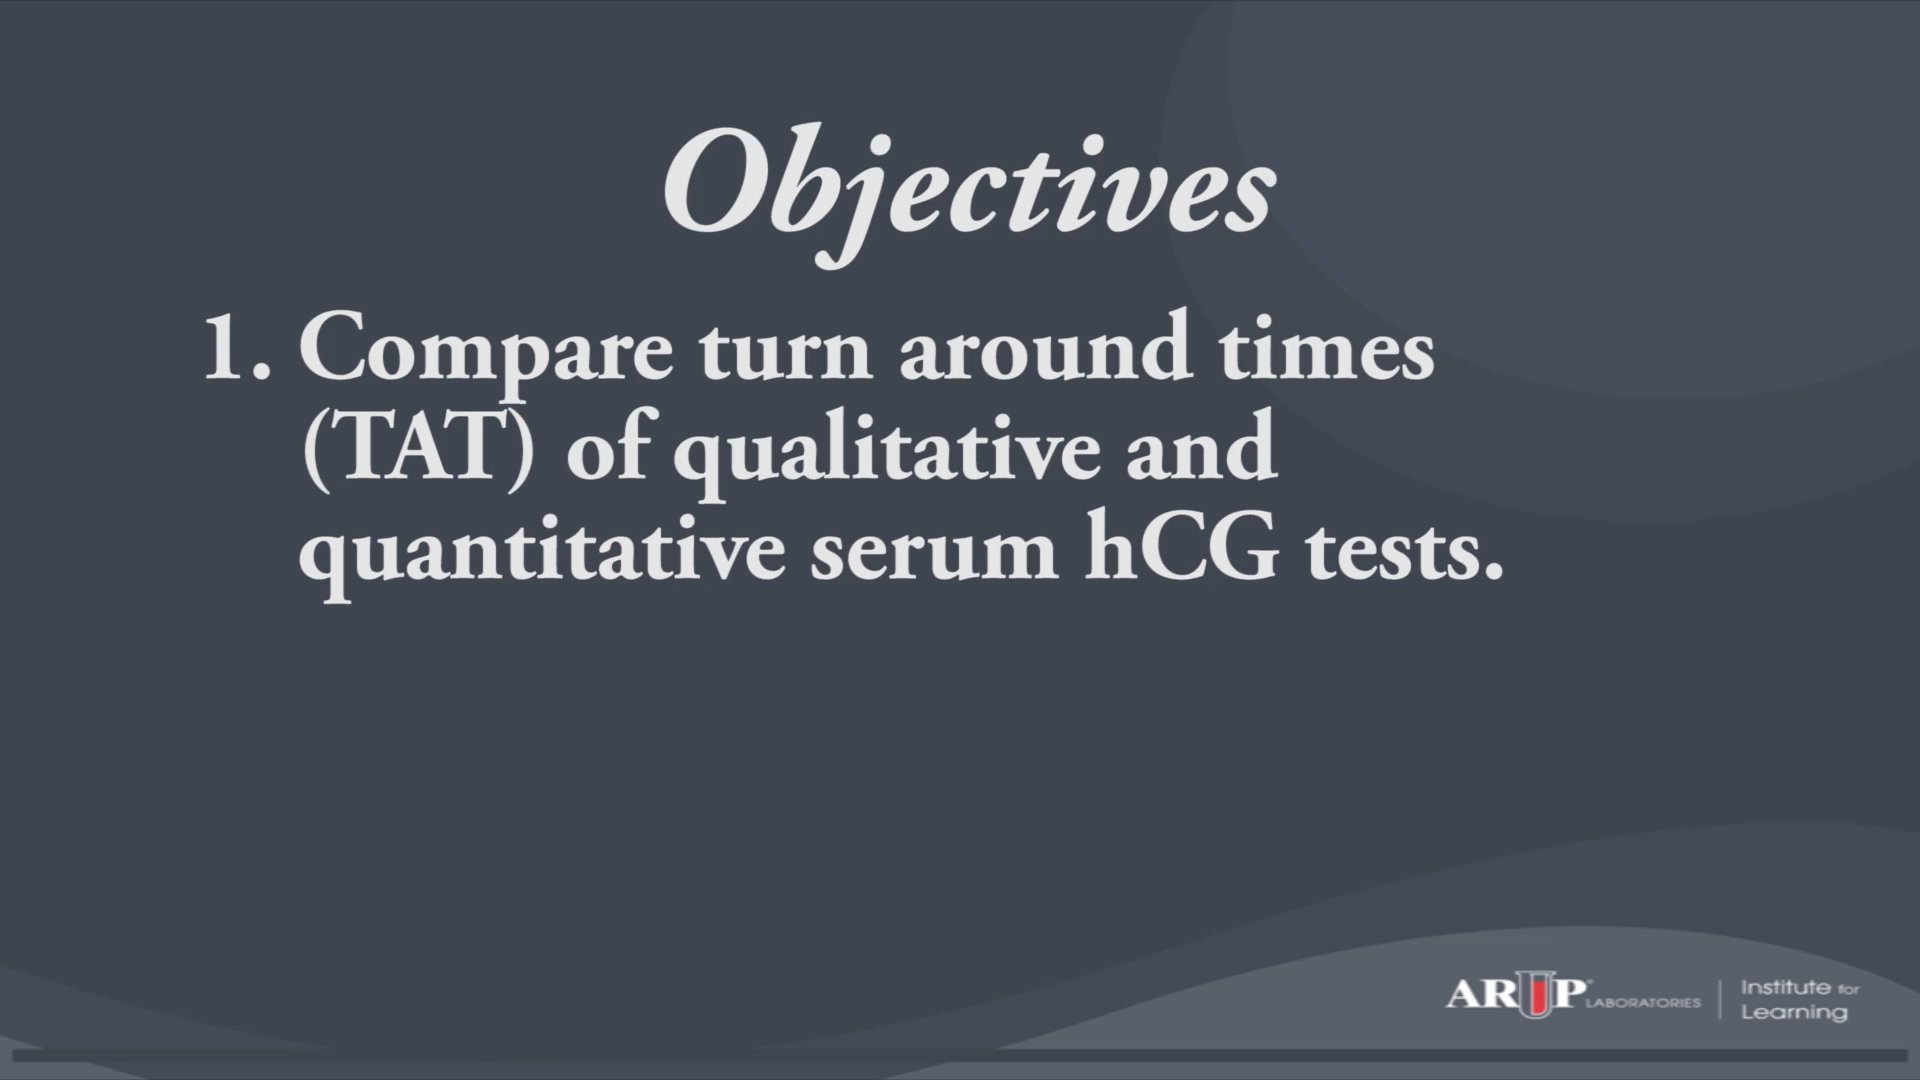 Objectives
1. Compare turn around times
(TAT) of qualitative and
quantitative serum hCG tests.
ARUP LABORATORIES
Institute for
Learning